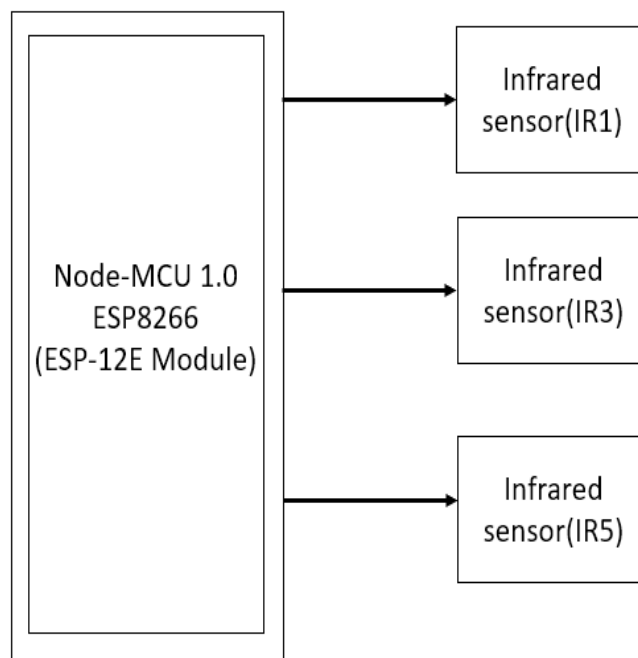 Node-MCU 1.0
ESP8266
(ESP-12E Module)
Infrared
sensor(IR1)
Infrared
sensor(IR3)
Infrared
sensor(IR5)